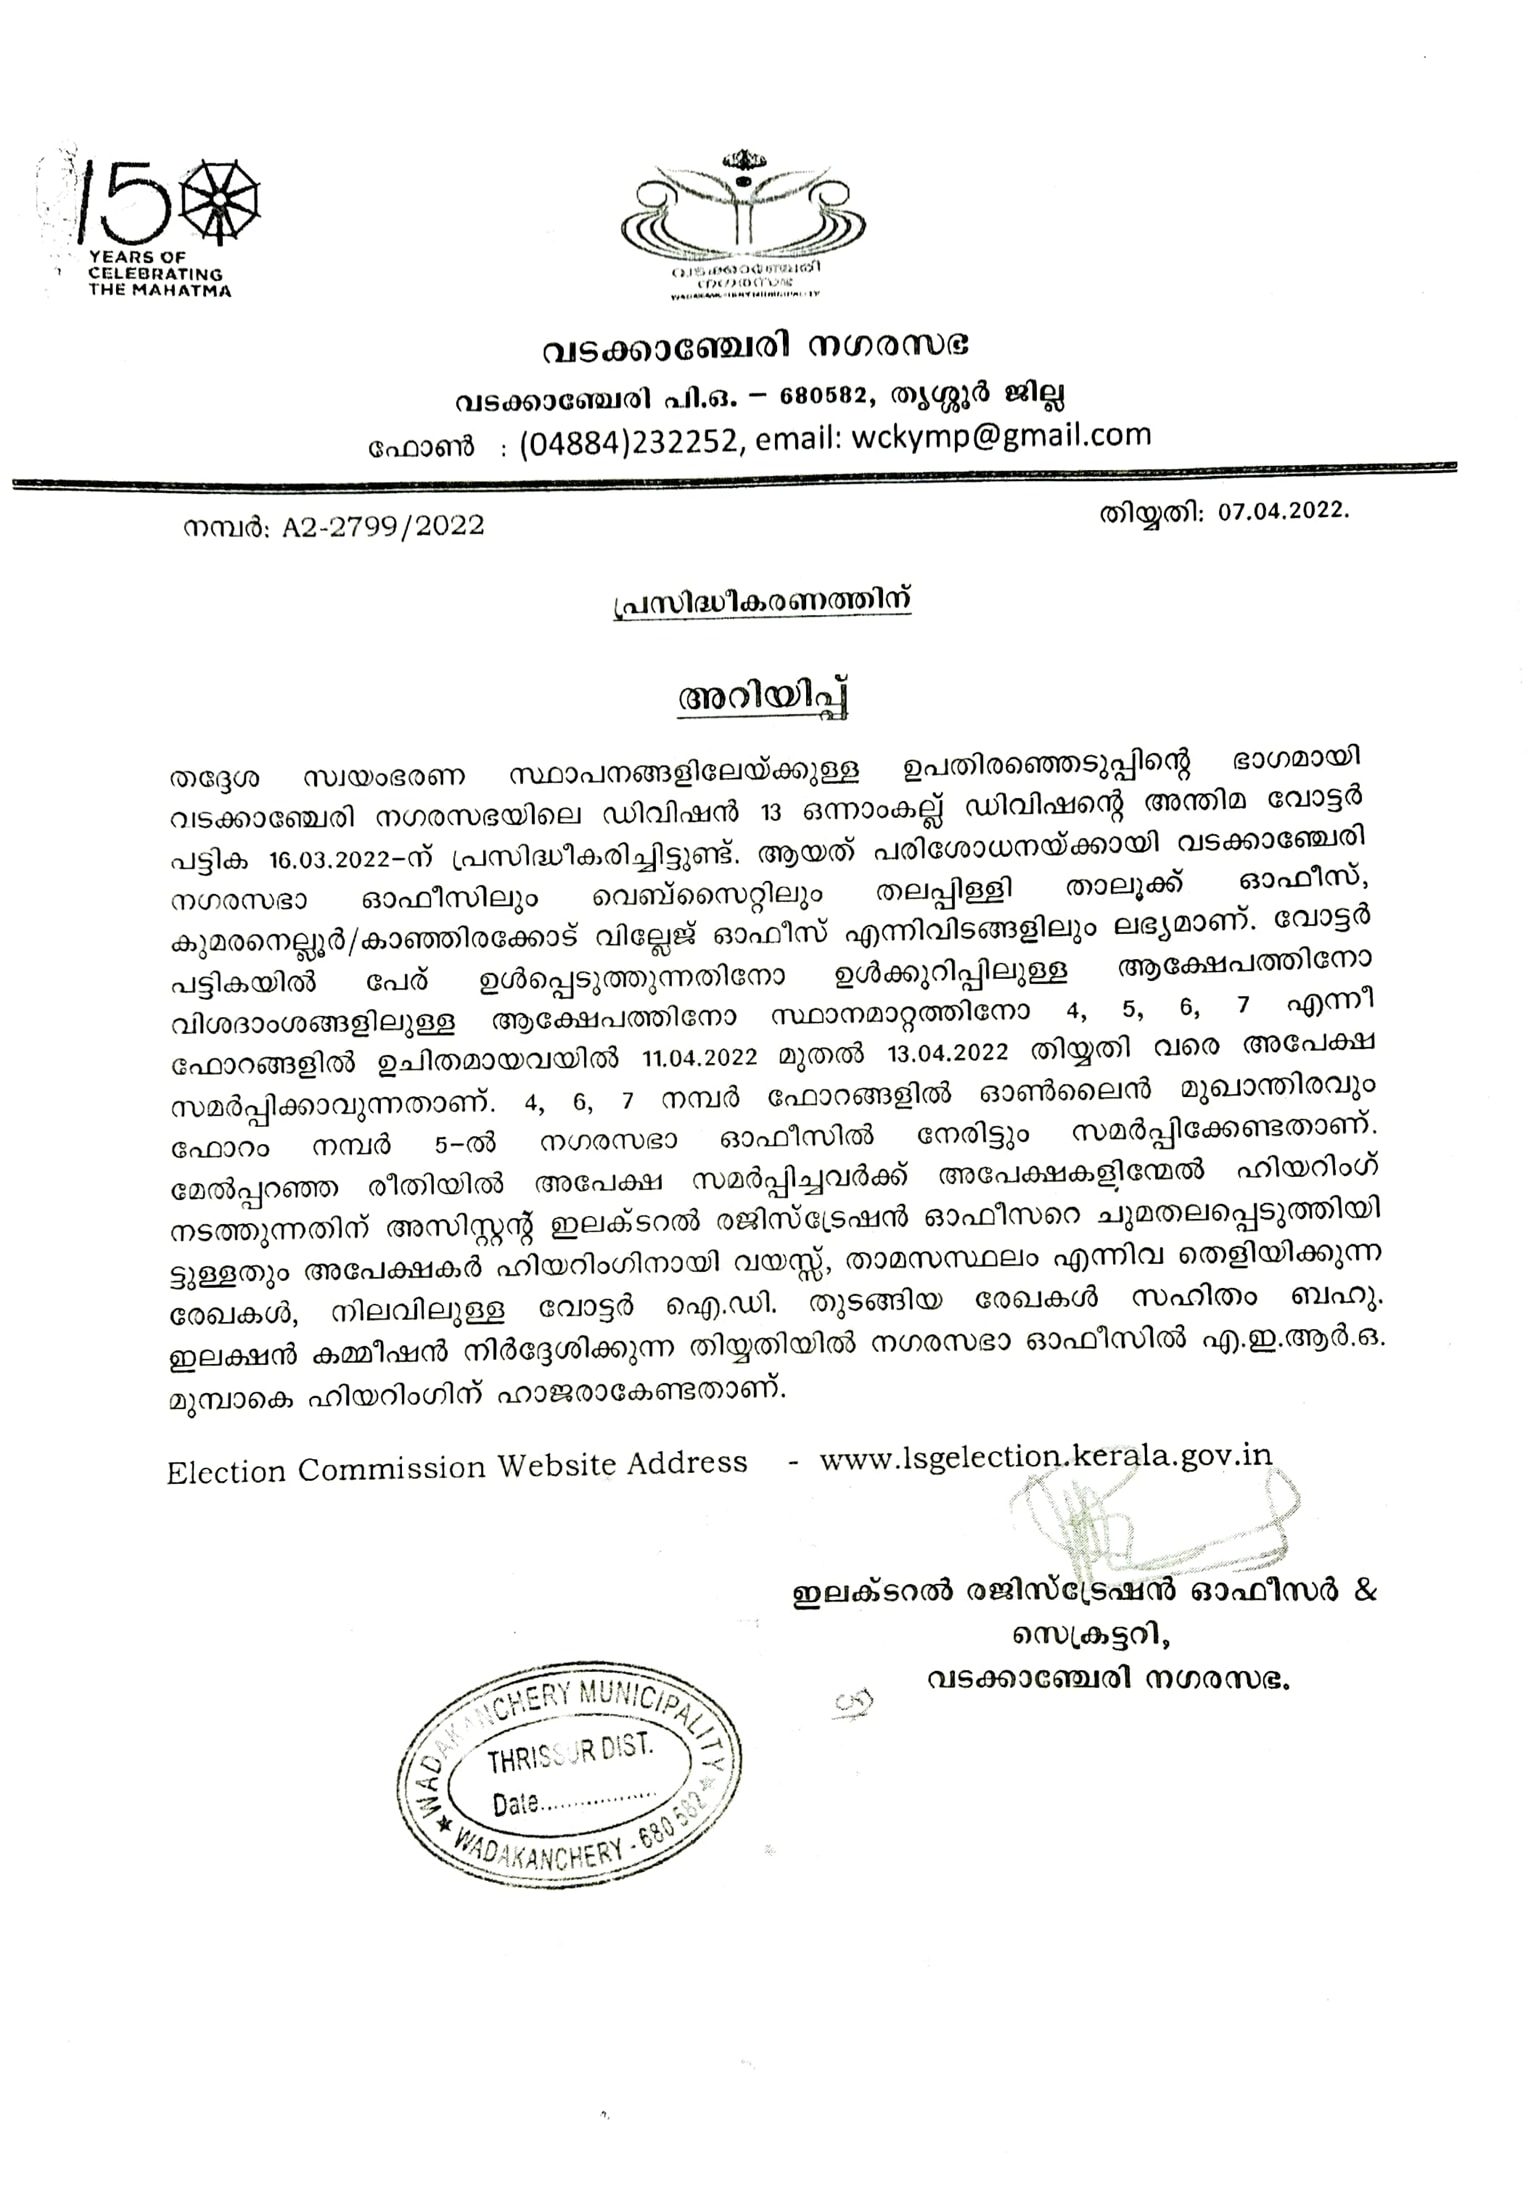 150
YEARS OF
CELEBRATING
THE MAHATMA
വടക്കാഞ്ചേരി
നഗരസഭ
വടക്കാഞ്ചേരി നഗരസഭ
വടക്കാഞ്ചേരി പി.ഒ. – 680582, തൃശ്ശൂർ ജില്ല
ഫോൺ : (04884)232252, email: wckymp@gmail.com
നമ്പർ: A2-2799/2022
തിയ്യതി: 07.04.2022.
പ്രസിദ്ധീകരണത്തിന്
അറിയിപ്പ്
തദ്ദേശ സ്വയംഭരണ സ്ഥാപനങ്ങളിലേയ്ക്കുള്ള ഉപതിരഞ്ഞെടുപ്പിന്റെ ഭാഗമായി
വടക്കാഞ്ചേരി നഗരസഭയിലെ ഡിവിഷൻ 13 ഒന്നാംകല്ല് ഡിവിഷന്റെ അന്തിമ വോട്ടർ
പട്ടിക 16.03.2022-ന് പ്രസിദ്ധീകരിച്ചിട്ടുണ്ട്. ആയത് പരിശോധനയ്ക്കായി വടക്കാഞ്ചേരി
നഗരസഭാ ഓഫീസിലും വെബ്സൈറ്റിലും തലപ്പിള്ളി താലൂക്ക് ഓഫീസ്,
കുമരനെല്ലൂർ/കാഞ്ഞിരക്കോട് വില്ലേജ് ഓഫീസ് എന്നിവിടങ്ങളിലും ലഭ്യമാണ്. വോട്ടർ
പട്ടികയിൽ പേര് ഉൾപ്പെടുത്തുന്നതിനോ ഉൾക്കുറിപ്പിലുള്ള ആക്ഷേപത്തിനോ
വിശദാംശങ്ങളിലുള്ള ആക്ഷേപത്തിനോ സ്ഥാനമാറ്റത്തിനോ 4, 5, 6, 7 എന്നീ
ഫോറങ്ങളിൽ ഉചിതമായവയിൽ 11.04.2022 മുതൽ 13.04.2022 തിയ്യതി വരെ അപേക്ഷ
സമർപ്പിക്കാവുന്നതാണ്. 4, 6, 7 നമ്പർ ഫോറങ്ങളിൽ ഓൺലൈൻ മുഖാന്തിരവും
ഫോറം നമ്പർ 5-ൽ നഗരസഭാ ഓഫീസിൽ നേരിട്ടും സമർപ്പിക്കേണ്ടതാണ്.
മേൽപ്പറഞ്ഞ രീതിയിൽ അപേക്ഷ സമർപ്പിച്ചവർക്ക് അപേക്ഷകളിന്മേൽ ഹിയറിംഗ്
നടത്തുന്നതിന് അസിസ്റ്റന്റ് ഇലക്ടറൽ രജിസ്ട്രേഷൻ ഓഫീസറെ ചുമതലപ്പെടുത്തിയി
ട്ടുള്ളതും അപേക്ഷകർ ഹിയറിംഗിനായി വയസ്സ്, താമസസ്ഥലം എന്നിവ തെളിയിക്കുന്ന
രേഖകൾ, നിലവിലുള്ള വോട്ടർ ഐ.ഡി. തുടങ്ങിയ രേഖകൾ സഹിതം ബഹു.
ഇലക്ഷൻ കമ്മീഷൻ നിർദ്ദേശിക്കുന്ന തിയ്യതിയിൽ നഗരസഭാ ഓഫീസിൽ എ.ഇ.ആർ.ഒ.
മുമ്പാകെ ഹിയറിംഗിന് ഹാജരാകേണ്ടതാണ്.
Election Commission Website Address - www.lsgelection.kerala.gov.in
ഇലക്ടറൽ രജിസ്ട്രേഷൻ ഓഫീസർ &
സെക്രട്ടറി,
വടക്കാഞ്ചേരി നഗരസഭ.
WADAKANCHERY MUNICIPALITY
THRISSUR DIST.
Date.................
WADAKANCHERY - 680 582